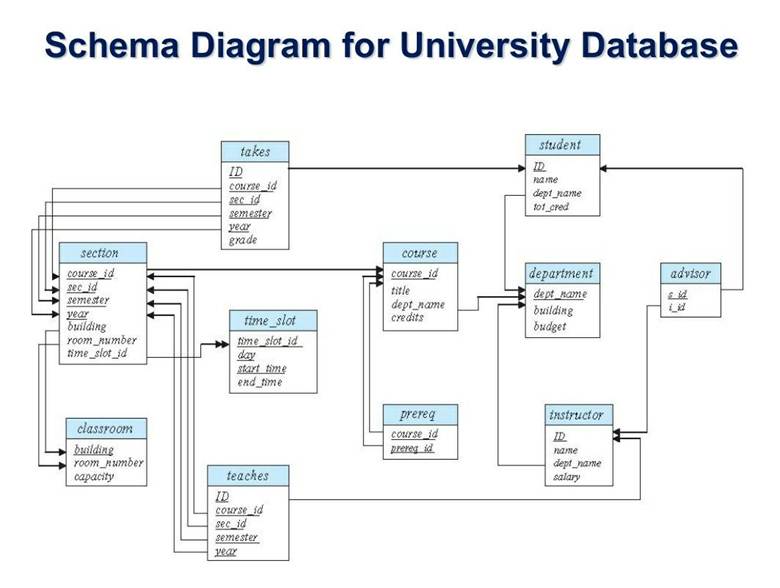 Schema Diagram for University Database
takes
ID
course_id
sec_id
semester
year
grade
student
ID
name
dept_name
tot_cred
section
course_id
sec_id
semester
year
building
room_number
time_slot_id
course
course_id
title
dept_name
credits
department
dept_name
building
budget
advisor
s_id
i_id
time_slot
time_slot_id
day
start_time
end_time
classroom
building
room_number
capacity
prereq
course_id
prereq_id
instructor
ID
name
dept_name
salary
teaches
ID
course_id
sec_id
semester
year